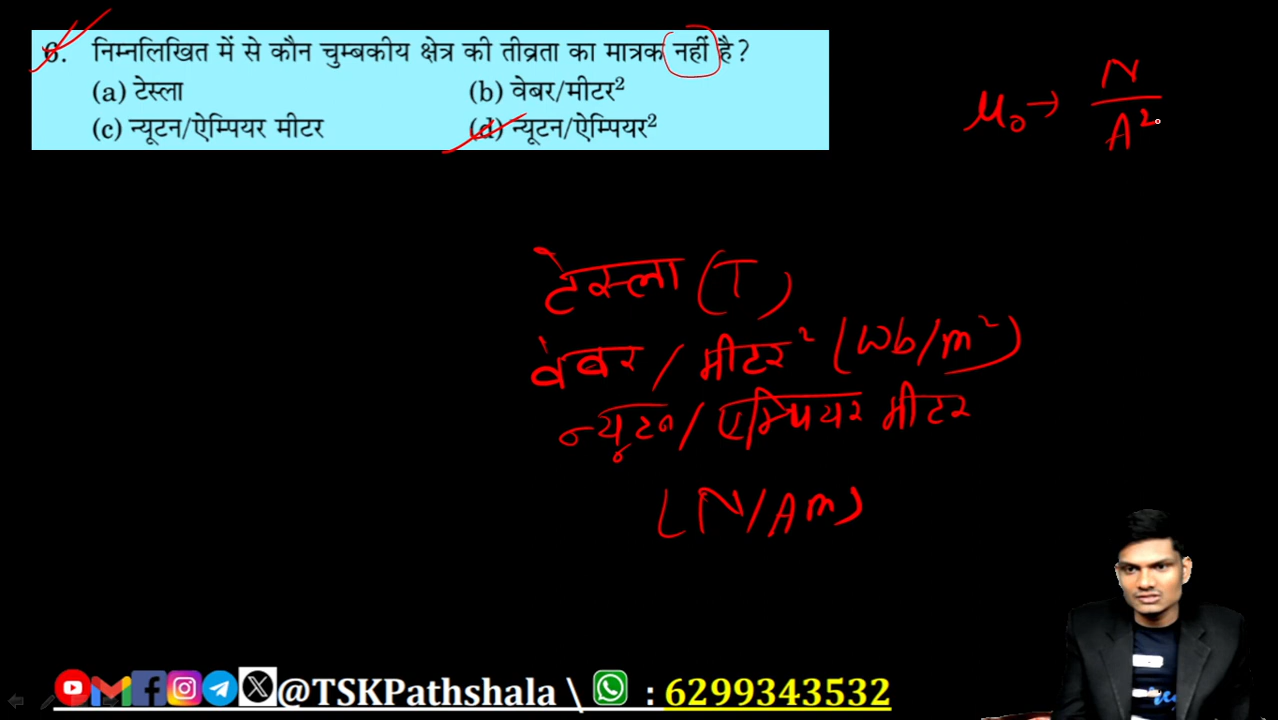 6. निम्नलिखित में से कौन चुम्बकीय क्षेत्र की तीव्रता का मात्रक नहीं है?
(a) टेस्ला (b) वेबर/मीटर²
(c) न्यूटन/ऐम्पियर मीटर (d) न्यूटन/ऐम्पियर²
μ₀ → N/A²
टेस्ला (T)
वेबर / मीटर² (Wb/m²)
न्यूटन / एम्पियर मीटर
(N/Am)
@TSKPathshala \ : 6299343532